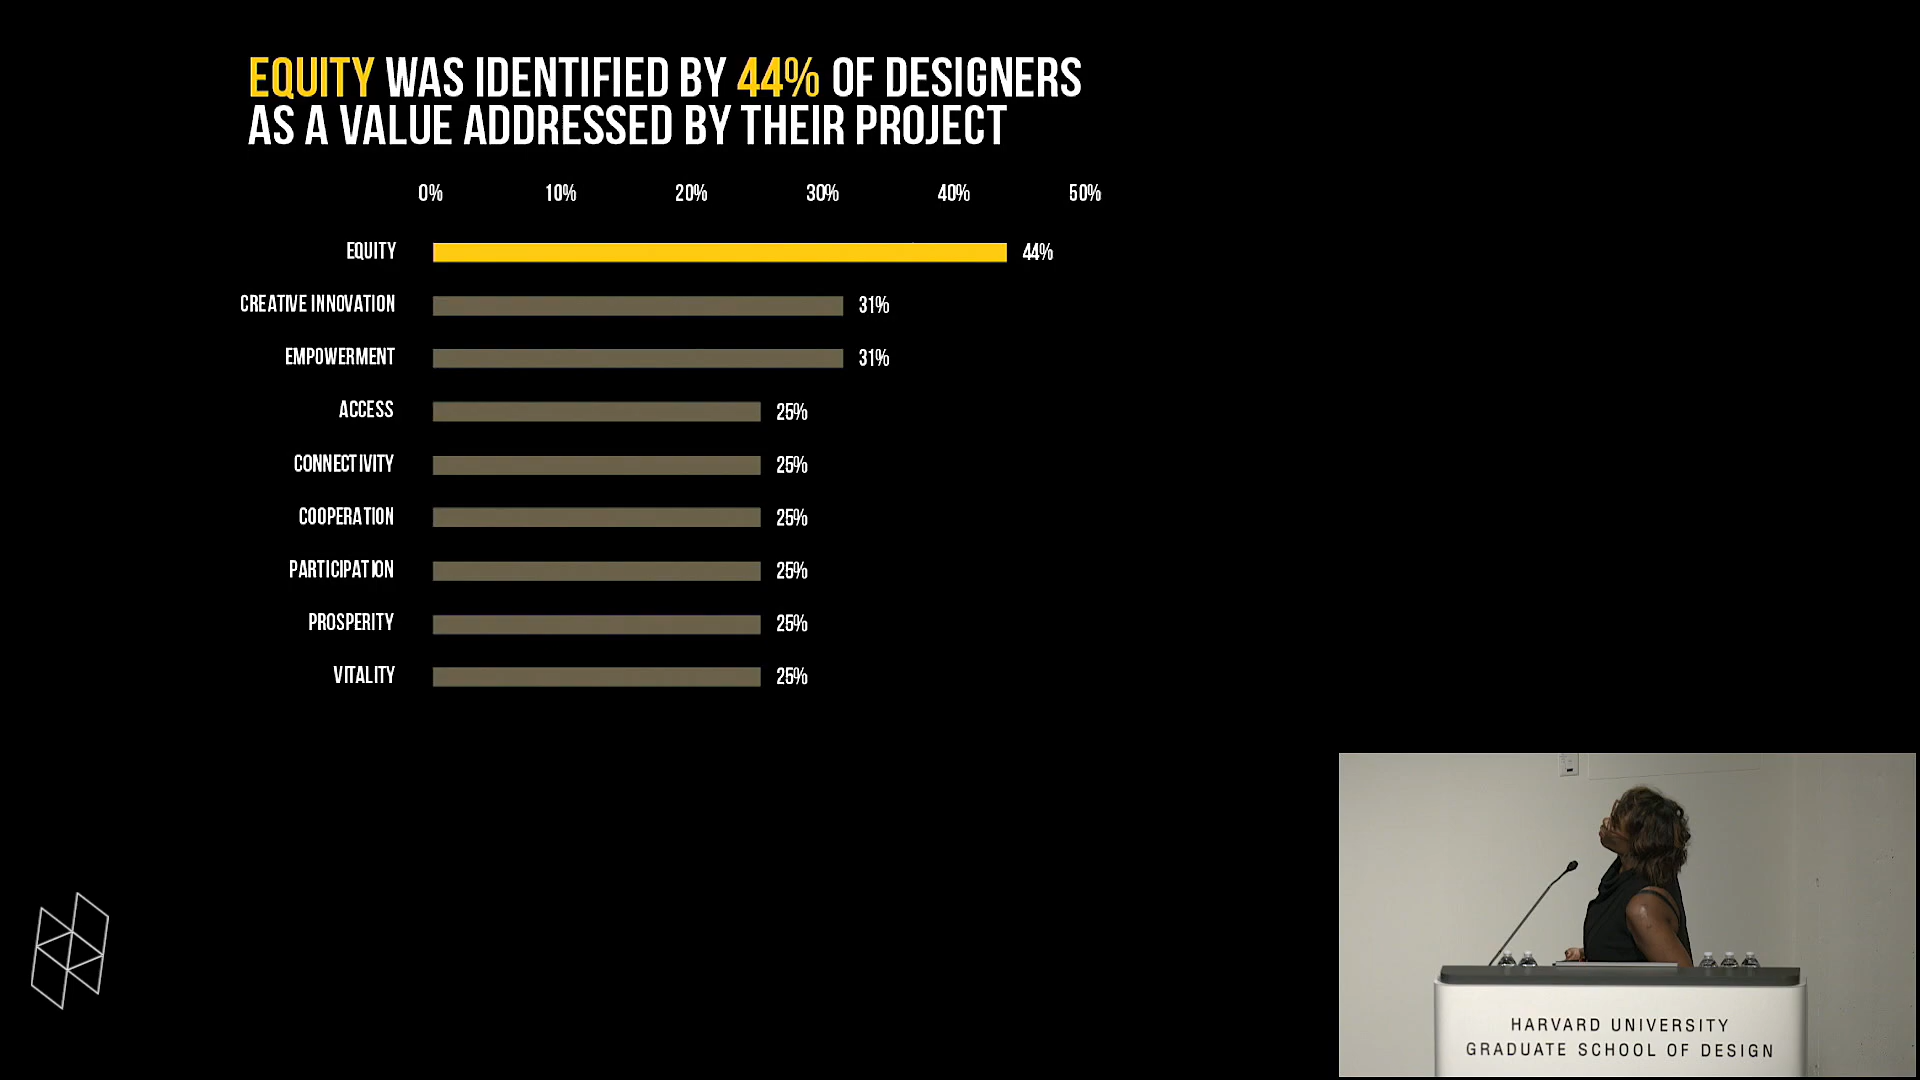 EQUITY WAS IDENTIFIED BY 44% OF DESIGNERS
AS A VALUE ADDRESSED BY THEIR PROJECT
0% 10% 20% 30% 40% 50%
EQUITY 44%
CREATIVE INNOVATION 31%
EMPOWERMENT 31%
ACCESS 25%
CONNECTIVITY 25%
COOPERATION 25%
PARTICIPATION 25%
PROSPERITY 25%
VITALITY 25%
HARVARD UNIVERSITY
GRADUATE SCHOOL OF DESIGN